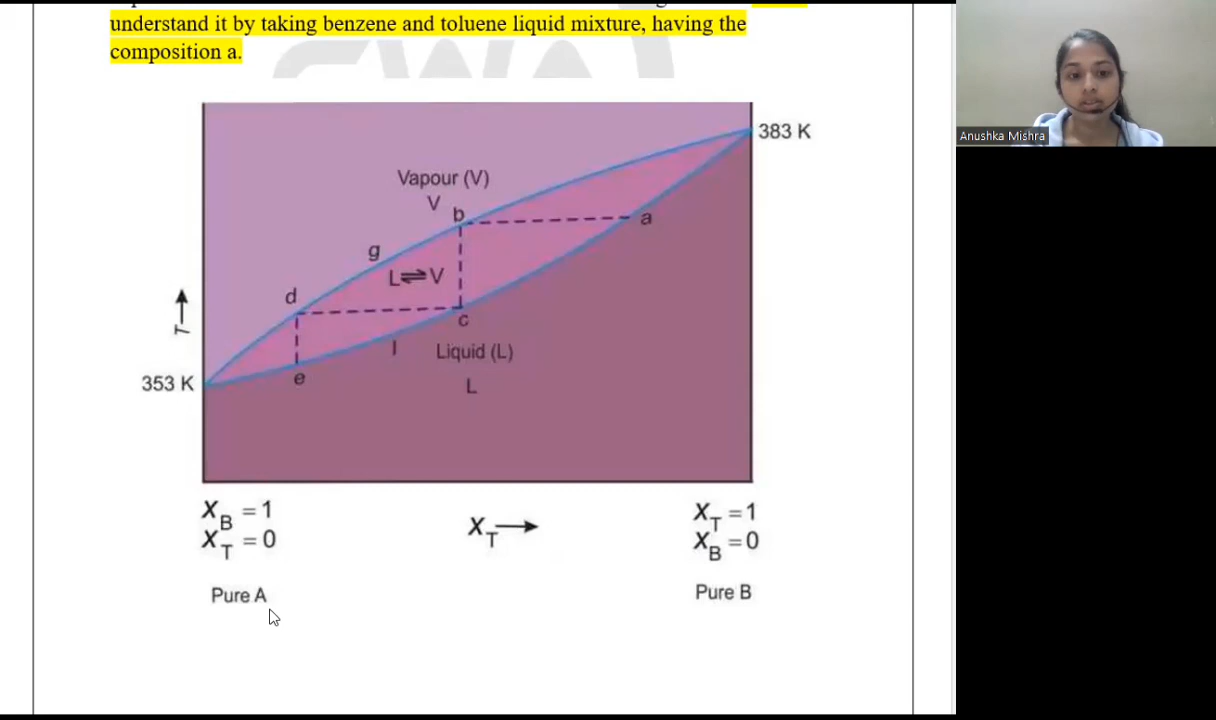 understand it by taking benzene and toluene liquid mixture, having the
composition a.
383 K
Anushka Mishra
Vapour (V)
V
b
a
g
L⇌V
d
c
T→
l
Liquid (L)
353 K
e
L
X_B = 1
X_T = 0
X_T→
X_T = 1
X_B = 0
Pure A
Pure B